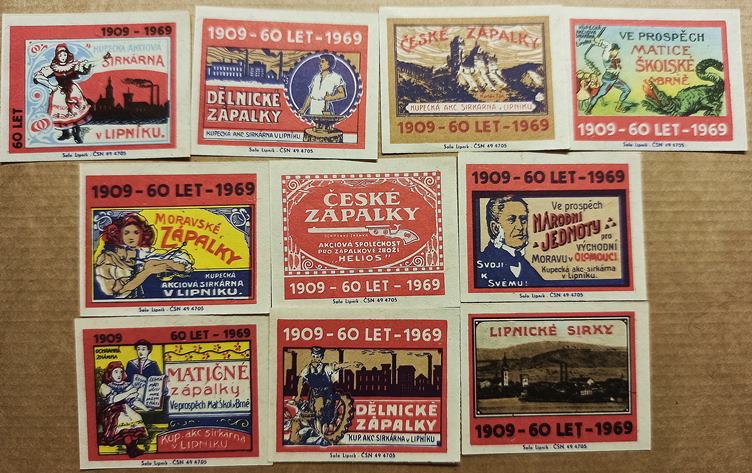 1909 - 1969
KUPECKÁ AKCIOVÁ
SIRKÁRNA
V LIPNÍKU.
60 LET
Solo Lipník - ČSN 49 4705
1909-60 LET-1969
DĚLNICKÉ
ZÁPALKY
KUPECKÁ AKC. SIRKÁRNA V LIPNÍKU
Solo Lipník - ČSN 49 4705
ČESKÉ ZÁPALKY
KUPECKÁ AKC. SIRKÁRNA V LIPNÍKU.
1909-60 LET-1969
Solo Lipník - ČSN 49 4705
KUPECKÁ
AKCIOVÁ
SIRKÁRNA
VE PROSPĚCH
MATICE
ŠKOLSKÉ
V BRNĚ
1909-60 LET-1969
Solo Lipník - ČSN 49 4705
1909-60 LET-1969
MORAVSKÉ
ZÁPALKY
KUPECKÁ
AKCIOVÁ SIRKÁRNA
V LIPNÍKU.
Solo Lipník - ČSN 49 4705
ČESKÉ
ZÁPALKY
OCHRANNÁ ZNÁMKA
AKCIOVÁ SPOLEČNOST
PRO ZÁPALKOVÉ ZBOŽÍ
"HELIOS"
1909-60 LET-1969
Solo Lipník - ČSN 49 4705
1909-60 LET-1969
Ve prospěch
NÁRODNÍ
JEDNOTY
pro
VÝCHODNÍ
MORAVU v OLOMOUCI.
Kupecká akc. sirkárna
v Lipníku.
SVOJI
K
SVÉMU!
Solo Lipník - ČSN 49 4705
1909 60 LET-1969
OCHRANNÁ
ZNÁMKA
MATIČNÉ
zápalky
Ve prospěch Mat. Škol. v Brně
Kup. akc. sirkárna
v LIPNÍKU
Solo Lipník - ČSN 49 4705
1909-60 LET-1969
DĚLNICKÉ
ZÁPALKY
KUP. AKC. SIRKÁRNA V LIPNÍKU
Solo Lipník - ČSN 49 4705
LIPNICKÉ SIRKY
1909-60 LET-1969
Solo Lipník - ČSN 49 4705